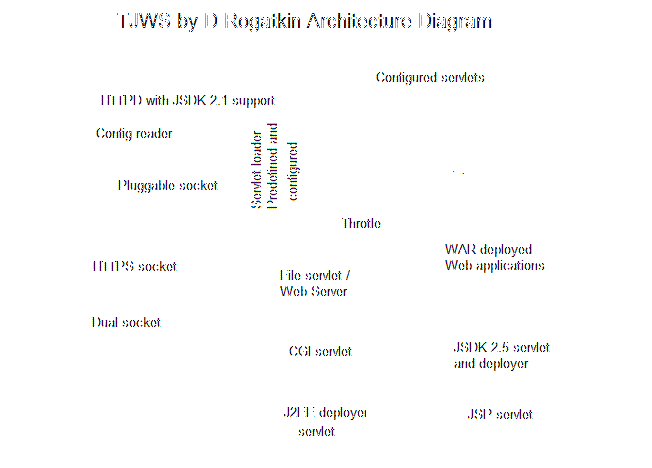 TJWS by D Rogatkin Architecture Diagram
Configured servlets
HTTPD with JSDK 2.1 support
Config reader
Servlet loader
Predefined and
configured
Pluggable socket
Throtle
WAR deployed
Web applications
HTTPS socket
File servlet /
Web Server
Dual socket
CGI servlet
JSDK 2.5 servlet
and deployer
J2EE deployer
servlet
JSP servlet